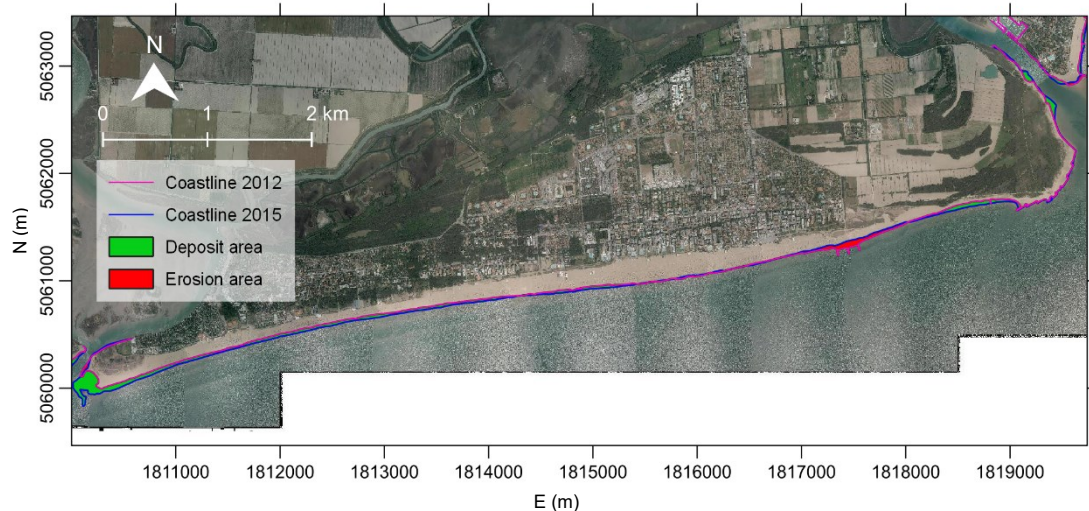 N
0 1 2 km
Coastline 2012
Coastline 2015
Deposit area
Erosion area
N (m)
5063000
5062000
5061000
5060000
1811000 1812000 1813000 1814000 1815000 1816000 1817000 1818000 1819000
E (m)